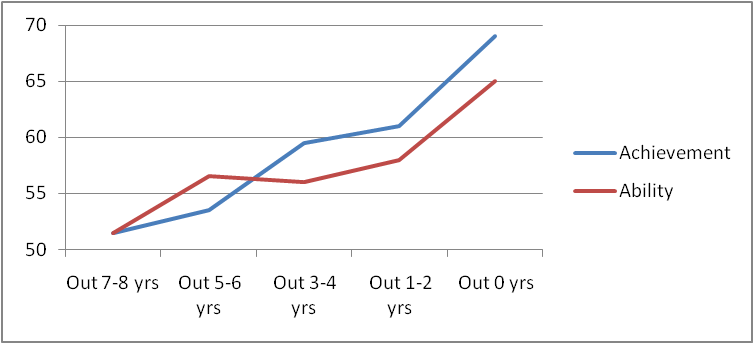 70
65
60
55
50
Achievement
Ability
Out 7-8 yrs
Out 5-6
yrs
Out 3-4
yrs
Out 1-2
yrs
Out 0 yrs